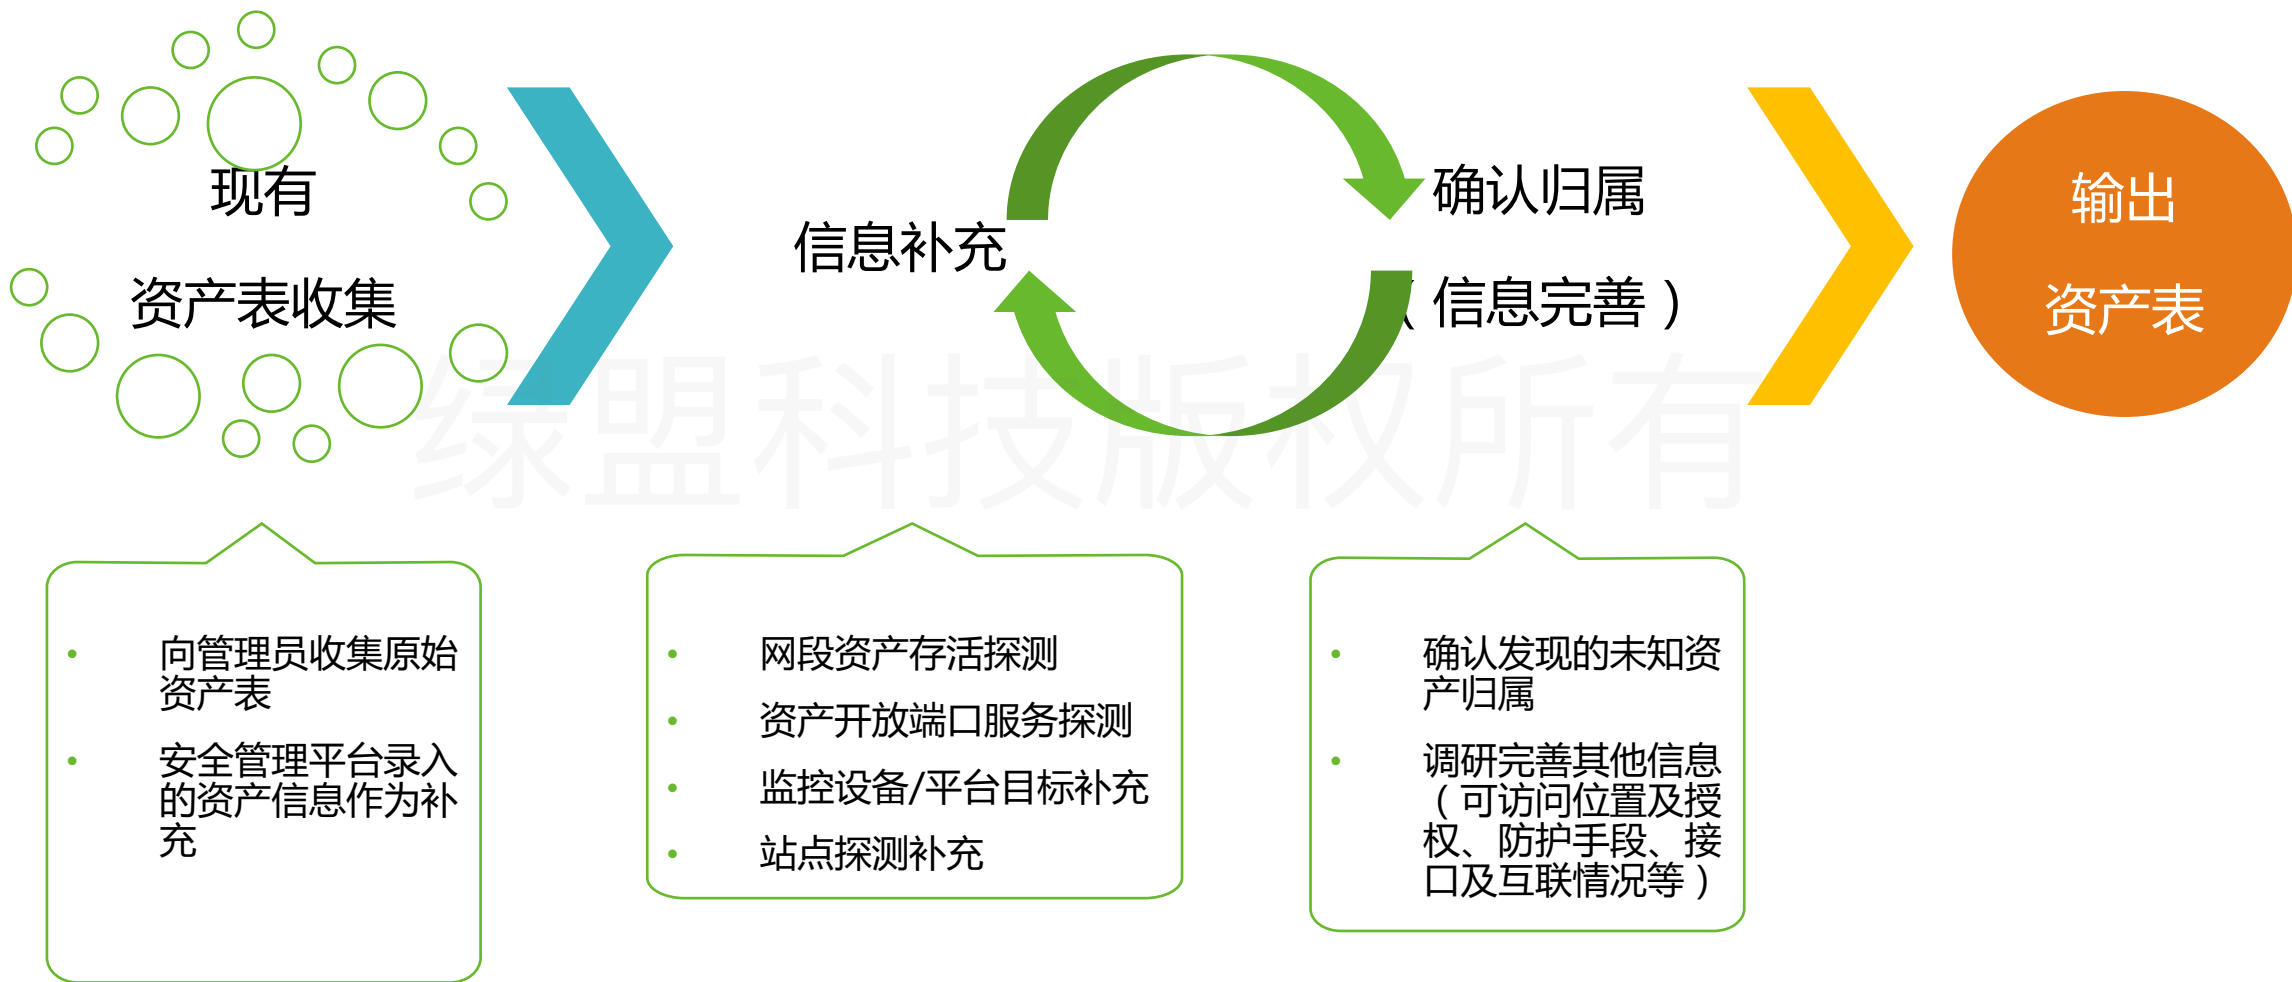 现有
资产表收集
信息补充
确认归属
（信息完善）
输出
资产表
绿盟科技版权所有
向管理员收集原始
资产表
安全管理平台录入
的资产信息作为补
充
网段资产存活探测
资产开放端口服务探测
监控设备/平台目标补充
站点探测补充
确认发现的未知资
产归属
调研完善其他信息
（可访问位置及授
权、防护手段、接
口及互联情况等）